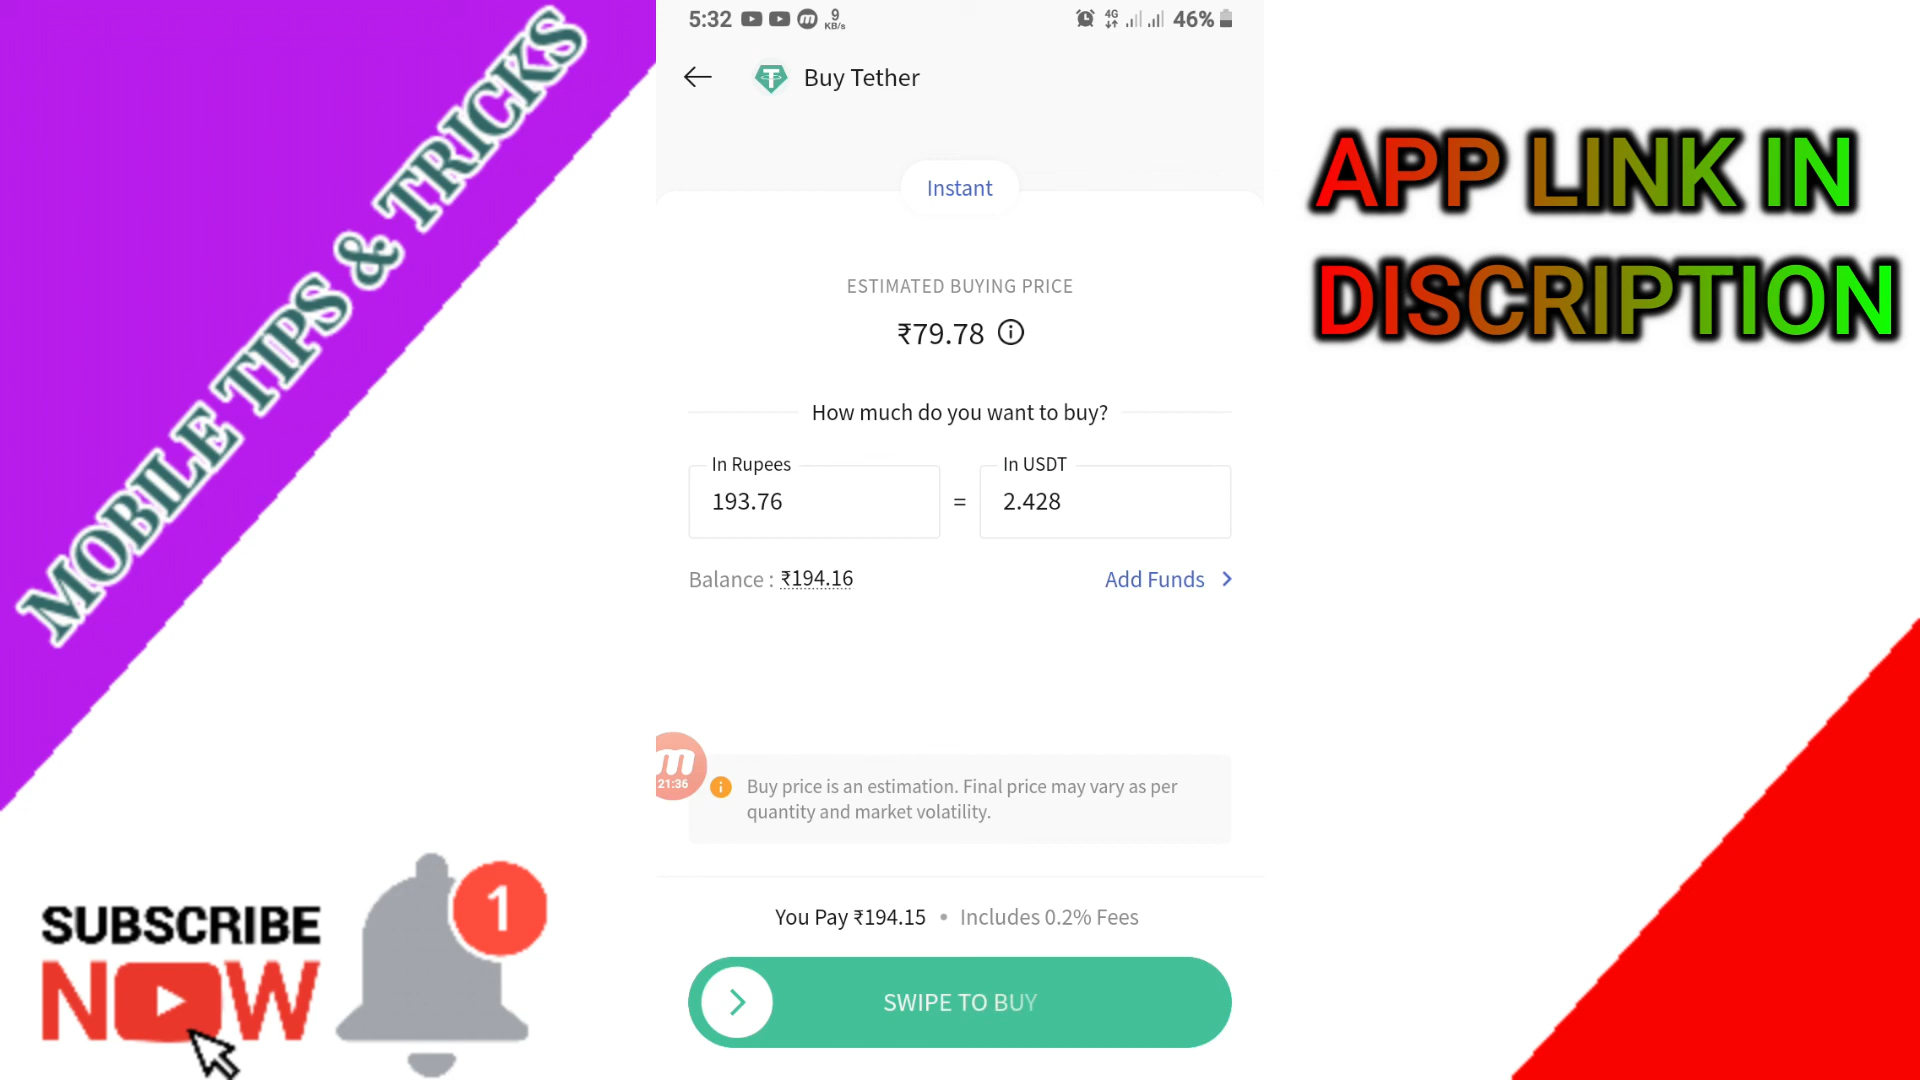 MOBILE TIPS & TRICKS
5:32
9
KB/s
4G
46%
Buy Tether
Instant
ESTIMATED BUYING PRICE
₹79.78
How much do you want to buy?
In Rupees
193.76
=
In USDT
2.428
Balance : ₹194.16
Add Funds
m
21:36
Buy price is an estimation. Final price may vary as per
quantity and market volatility.
You Pay ₹194.15 • Includes 0.2% Fees
SWIPE TO BUY
APP LINK IN
DISCRIPTION
SUBSCRIBE
NOW
1